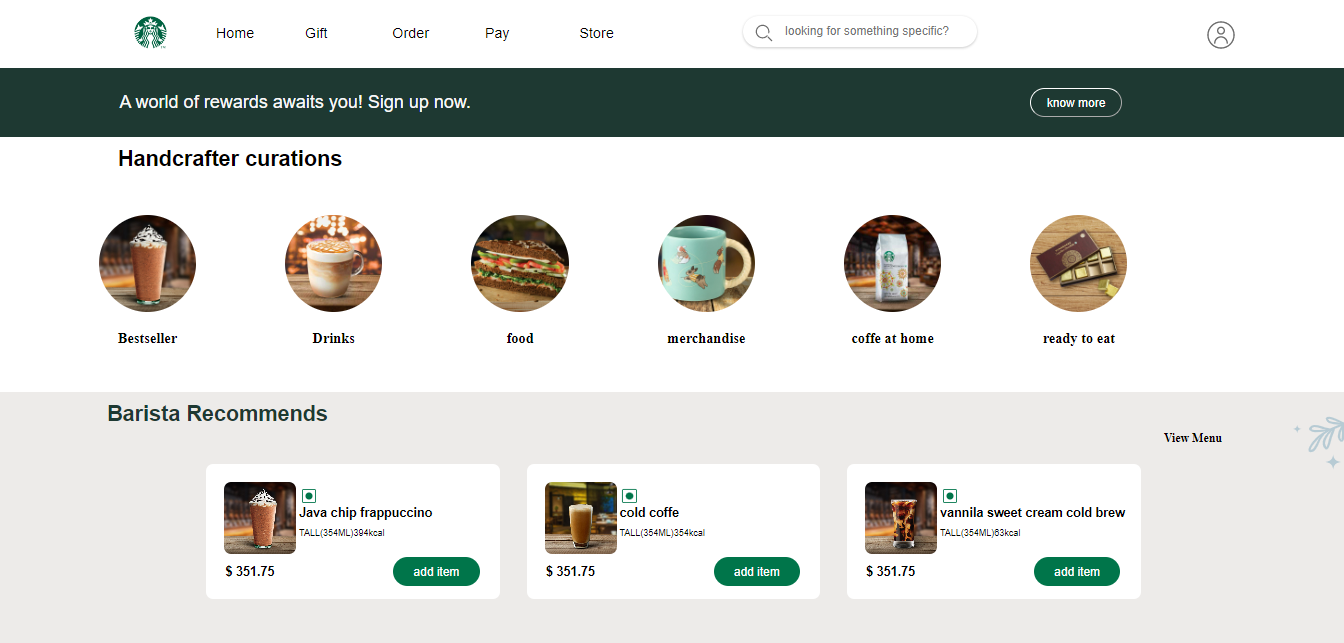 Home Gift Order Pay Store looking for something specific?
A world of rewards awaits you! Sign up now. know more
Handcrafter curations
Bestseller Drinks food merchandise coffe at home ready to eat
Barista Recommends
View Menu
Java chip frappuccino
TALL(354ML)394kcal
$ 351.75 add item
cold coffe
TALL(354ML)354kcal
$ 351.75 add item
vannila sweet cream cold brew
TALL(354ML)63kcal
$ 351.75 add item